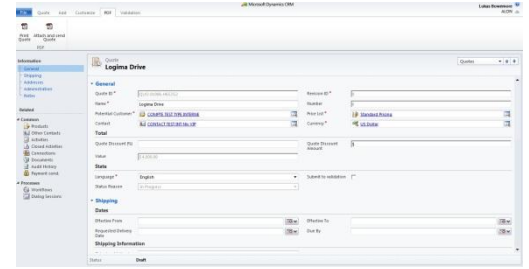 Microsoft Dynamics CRM
File Quote Add Customize PDF Validation
Print Quote
Attach and send Quote
PDF
Information
General
Shipping
Addresses
Administration
Notes
Related
Common
Products
Other Contacts
Activities
Closed Activities
Connections
Documents
Audit History
Processes
Workflows
Dialog Sessions
Quote
Logima Drive
Quotes
General
Quote ID *
Revision ID *
Name * Logima Drive
Number
Potential Customer *
Price List * Standard Pricing
Contact
Currency * US Dollar
Total
Quote Discount (%)
Quote Discount Amount
Value
State
Language * English
Submit to validation
Status Reason In Progress
Shipping
Dates
Effective From
Effective To
Requested Delivery Date
Due By
Shipping Information
Status Draft